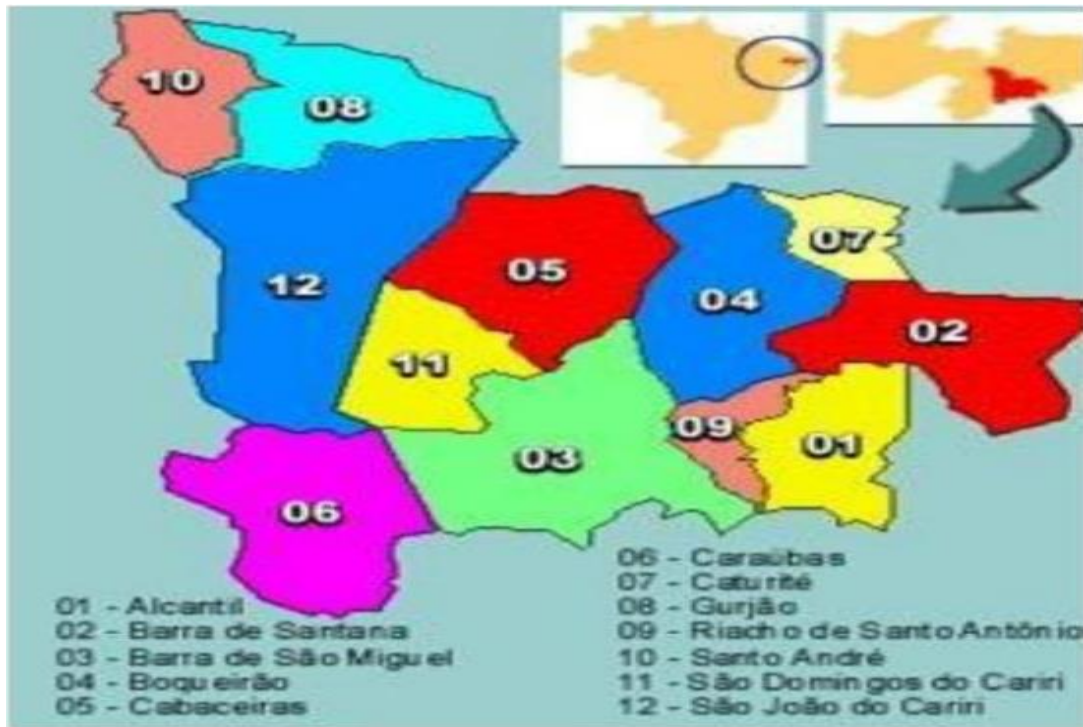 10
08
07
05
12
04
02
11
09
01
03
06
01 - Alcantil
02 - Barra de Santana
03 - Barra de São Miguel
04 - Boqueirão
05 - Cabaceiras
06 - Caraúbas
07 - Caturité
08 - Gurjão
09 - Riacho de Santo Antônio
10 - Santo André
11 - São Domingos do Cariri
12 - São João do Cariri